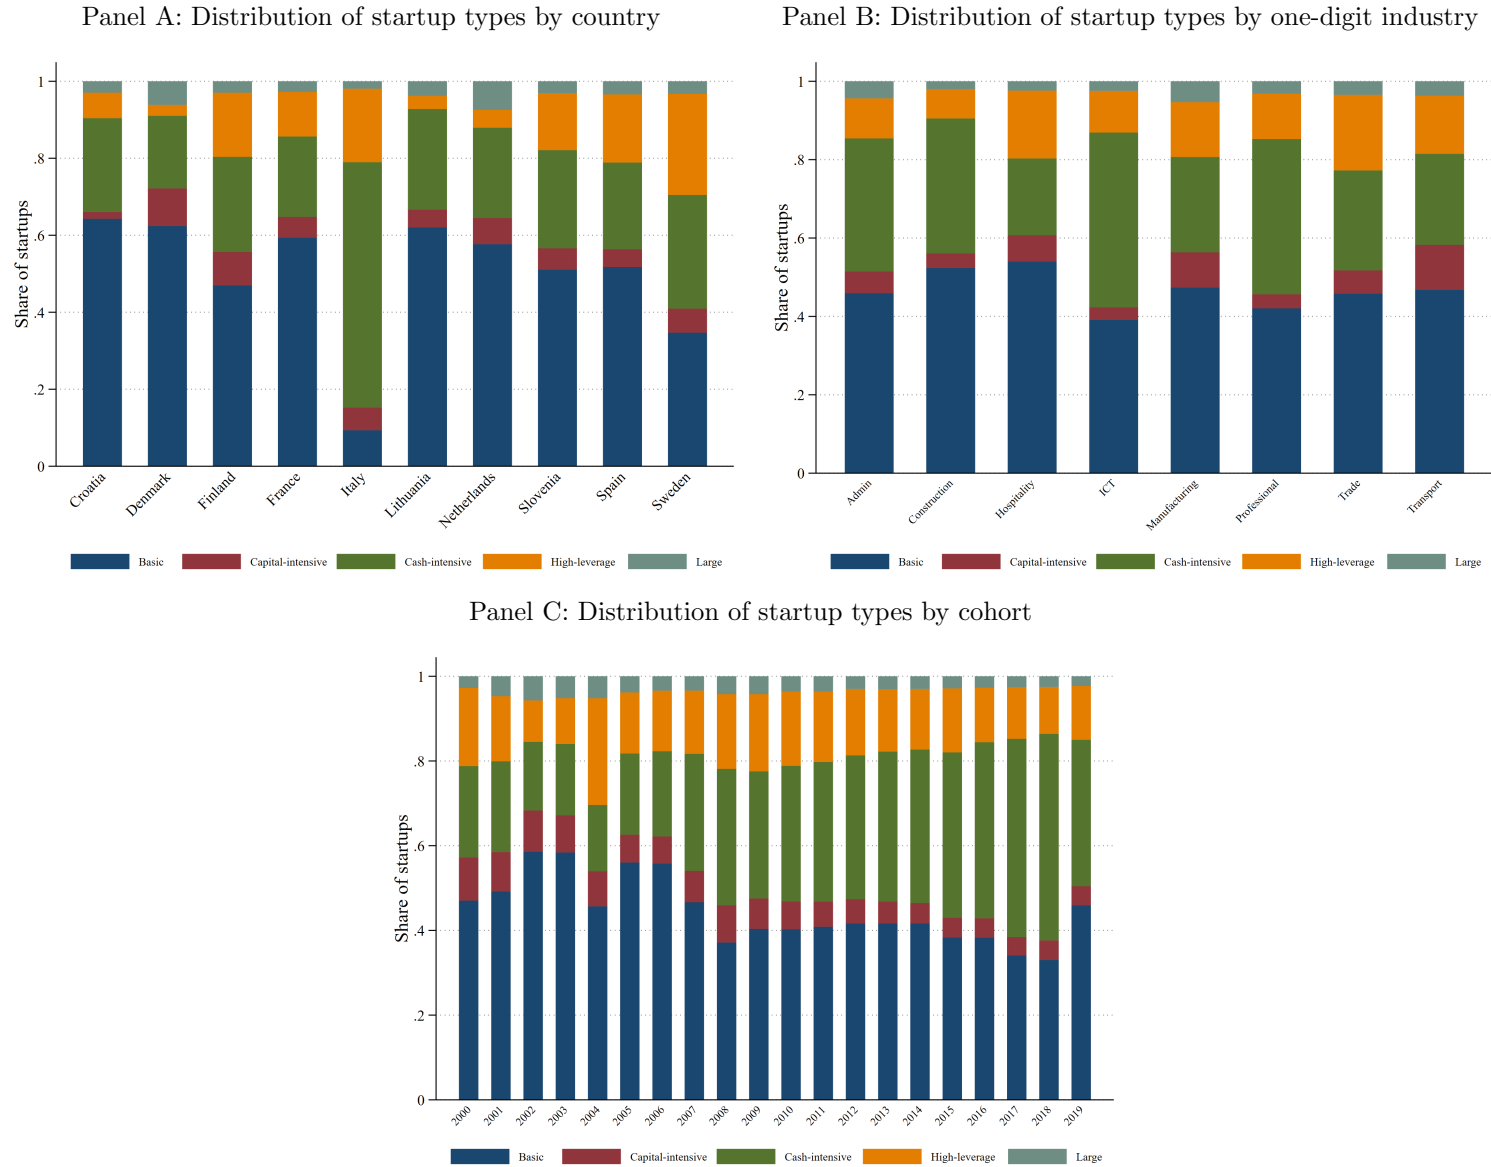 Panel A: Distribution of startup types by country
Share of startups
1
.8
.6
.4
.2
0
Croatia
Denmark
Finland
France
Italy
Lithuania
Netherlands
Slovenia
Spain
Sweden
Basic Capital-intensive Cash-intensive High-leverage Large
Panel B: Distribution of startup types by one-digit industry
Share of startups
1
.8
.6
.4
.2
0
Admin
Construction
Hospitality
ICT
Manufacturing
Professional
Trade
Transport
Basic Capital-intensive Cash-intensive High-leverage Large
Panel C: Distribution of startup types by cohort
Share of startups
1
.8
.6
.4
.2
0
2000
2001
2002
2003
2004
2005
2006
2007
2008
2009
2010
2011
2012
2013
2014
2015
2016
2017
2018
2019
Basic Capital-intensive Cash-intensive High-leverage Large